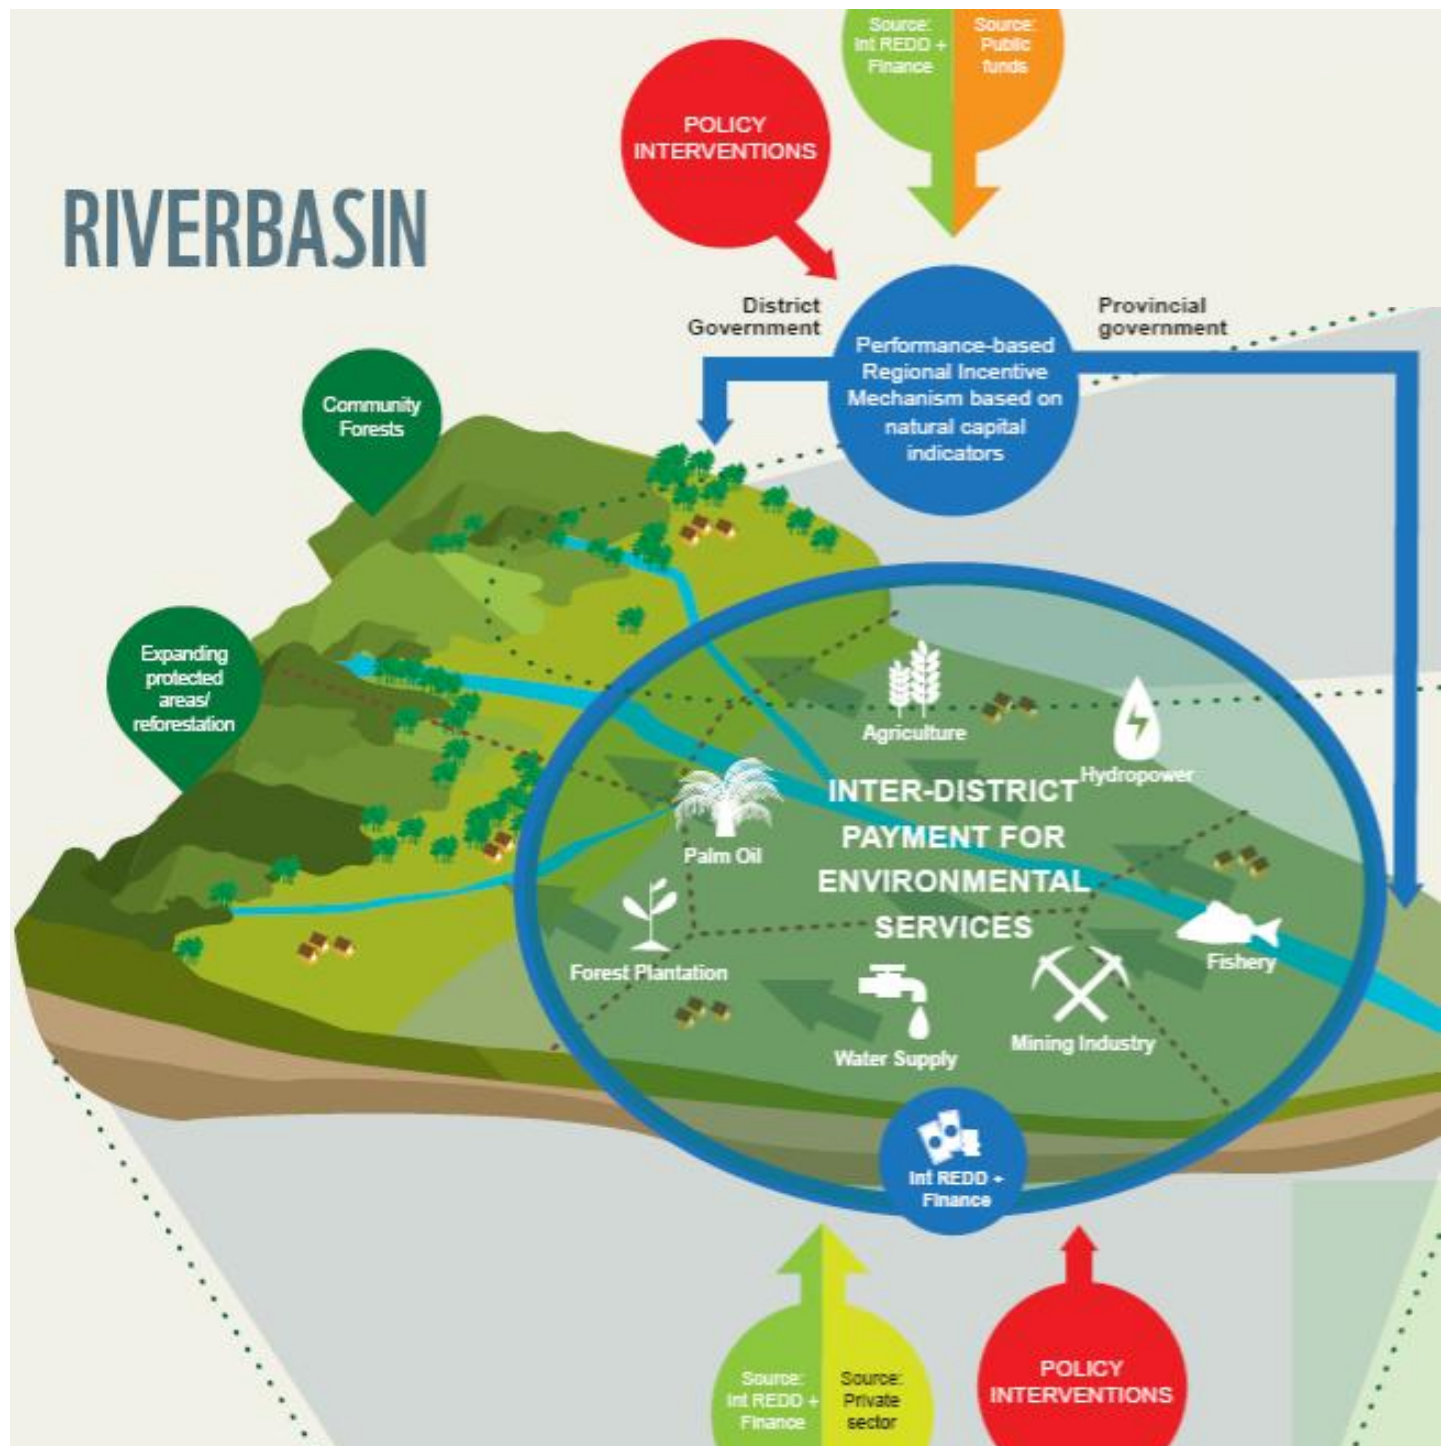 Source:
Int REDD +
Finance
Source:
Public
funds
POLICY
INTERVENTIONS
RIVERBASIN
District
Government
Provincial
government
Performance-based
Regional Incentive
Mechanism based on
natural capital
indicators
Community
Forests
Expanding
protected
areas/
reforestation
Agriculture
Hydropower
INTER-DISTRICT
PAYMENT FOR
ENVIRONMENTAL
SERVICES
Palm Oil
Forest Plantation
Fishery
Water Supply
Mining Industry
Int REDD +
Finance
Source:
Int REDD +
Finance
Source:
Private
sector
POLICY
INTERVENTIONS